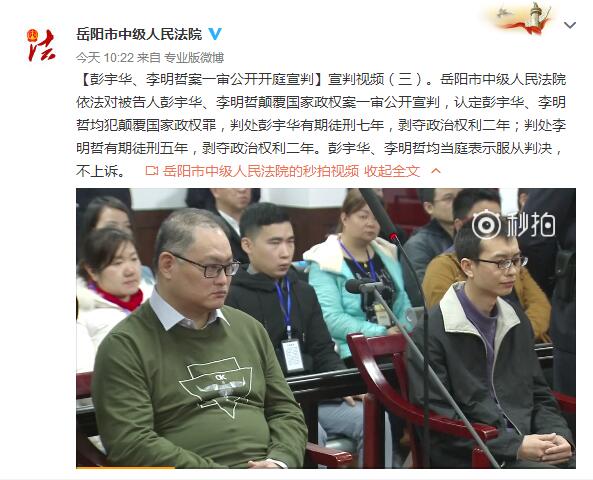 法
岳阳市中级人民法院
今天 10:22 来自 专业版微博
【彭宇华、李明哲案一审公开开庭宣判】宣判视频（三）。岳阳市中级人民法院
依法对被告人彭宇华、李明哲颠覆国家政权案一审公开宣判，认定彭宇华、李明
哲均犯颠覆国家政权罪，判处彭宇华有期徒刑七年，剥夺政治权利二年；判处李
明哲有期徒刑五年，剥夺政治权利二年。彭宇华、李明哲均当庭表示服从判决，
不上诉。 岳阳市中级人民法院的秒拍视频 收起全文
秒拍